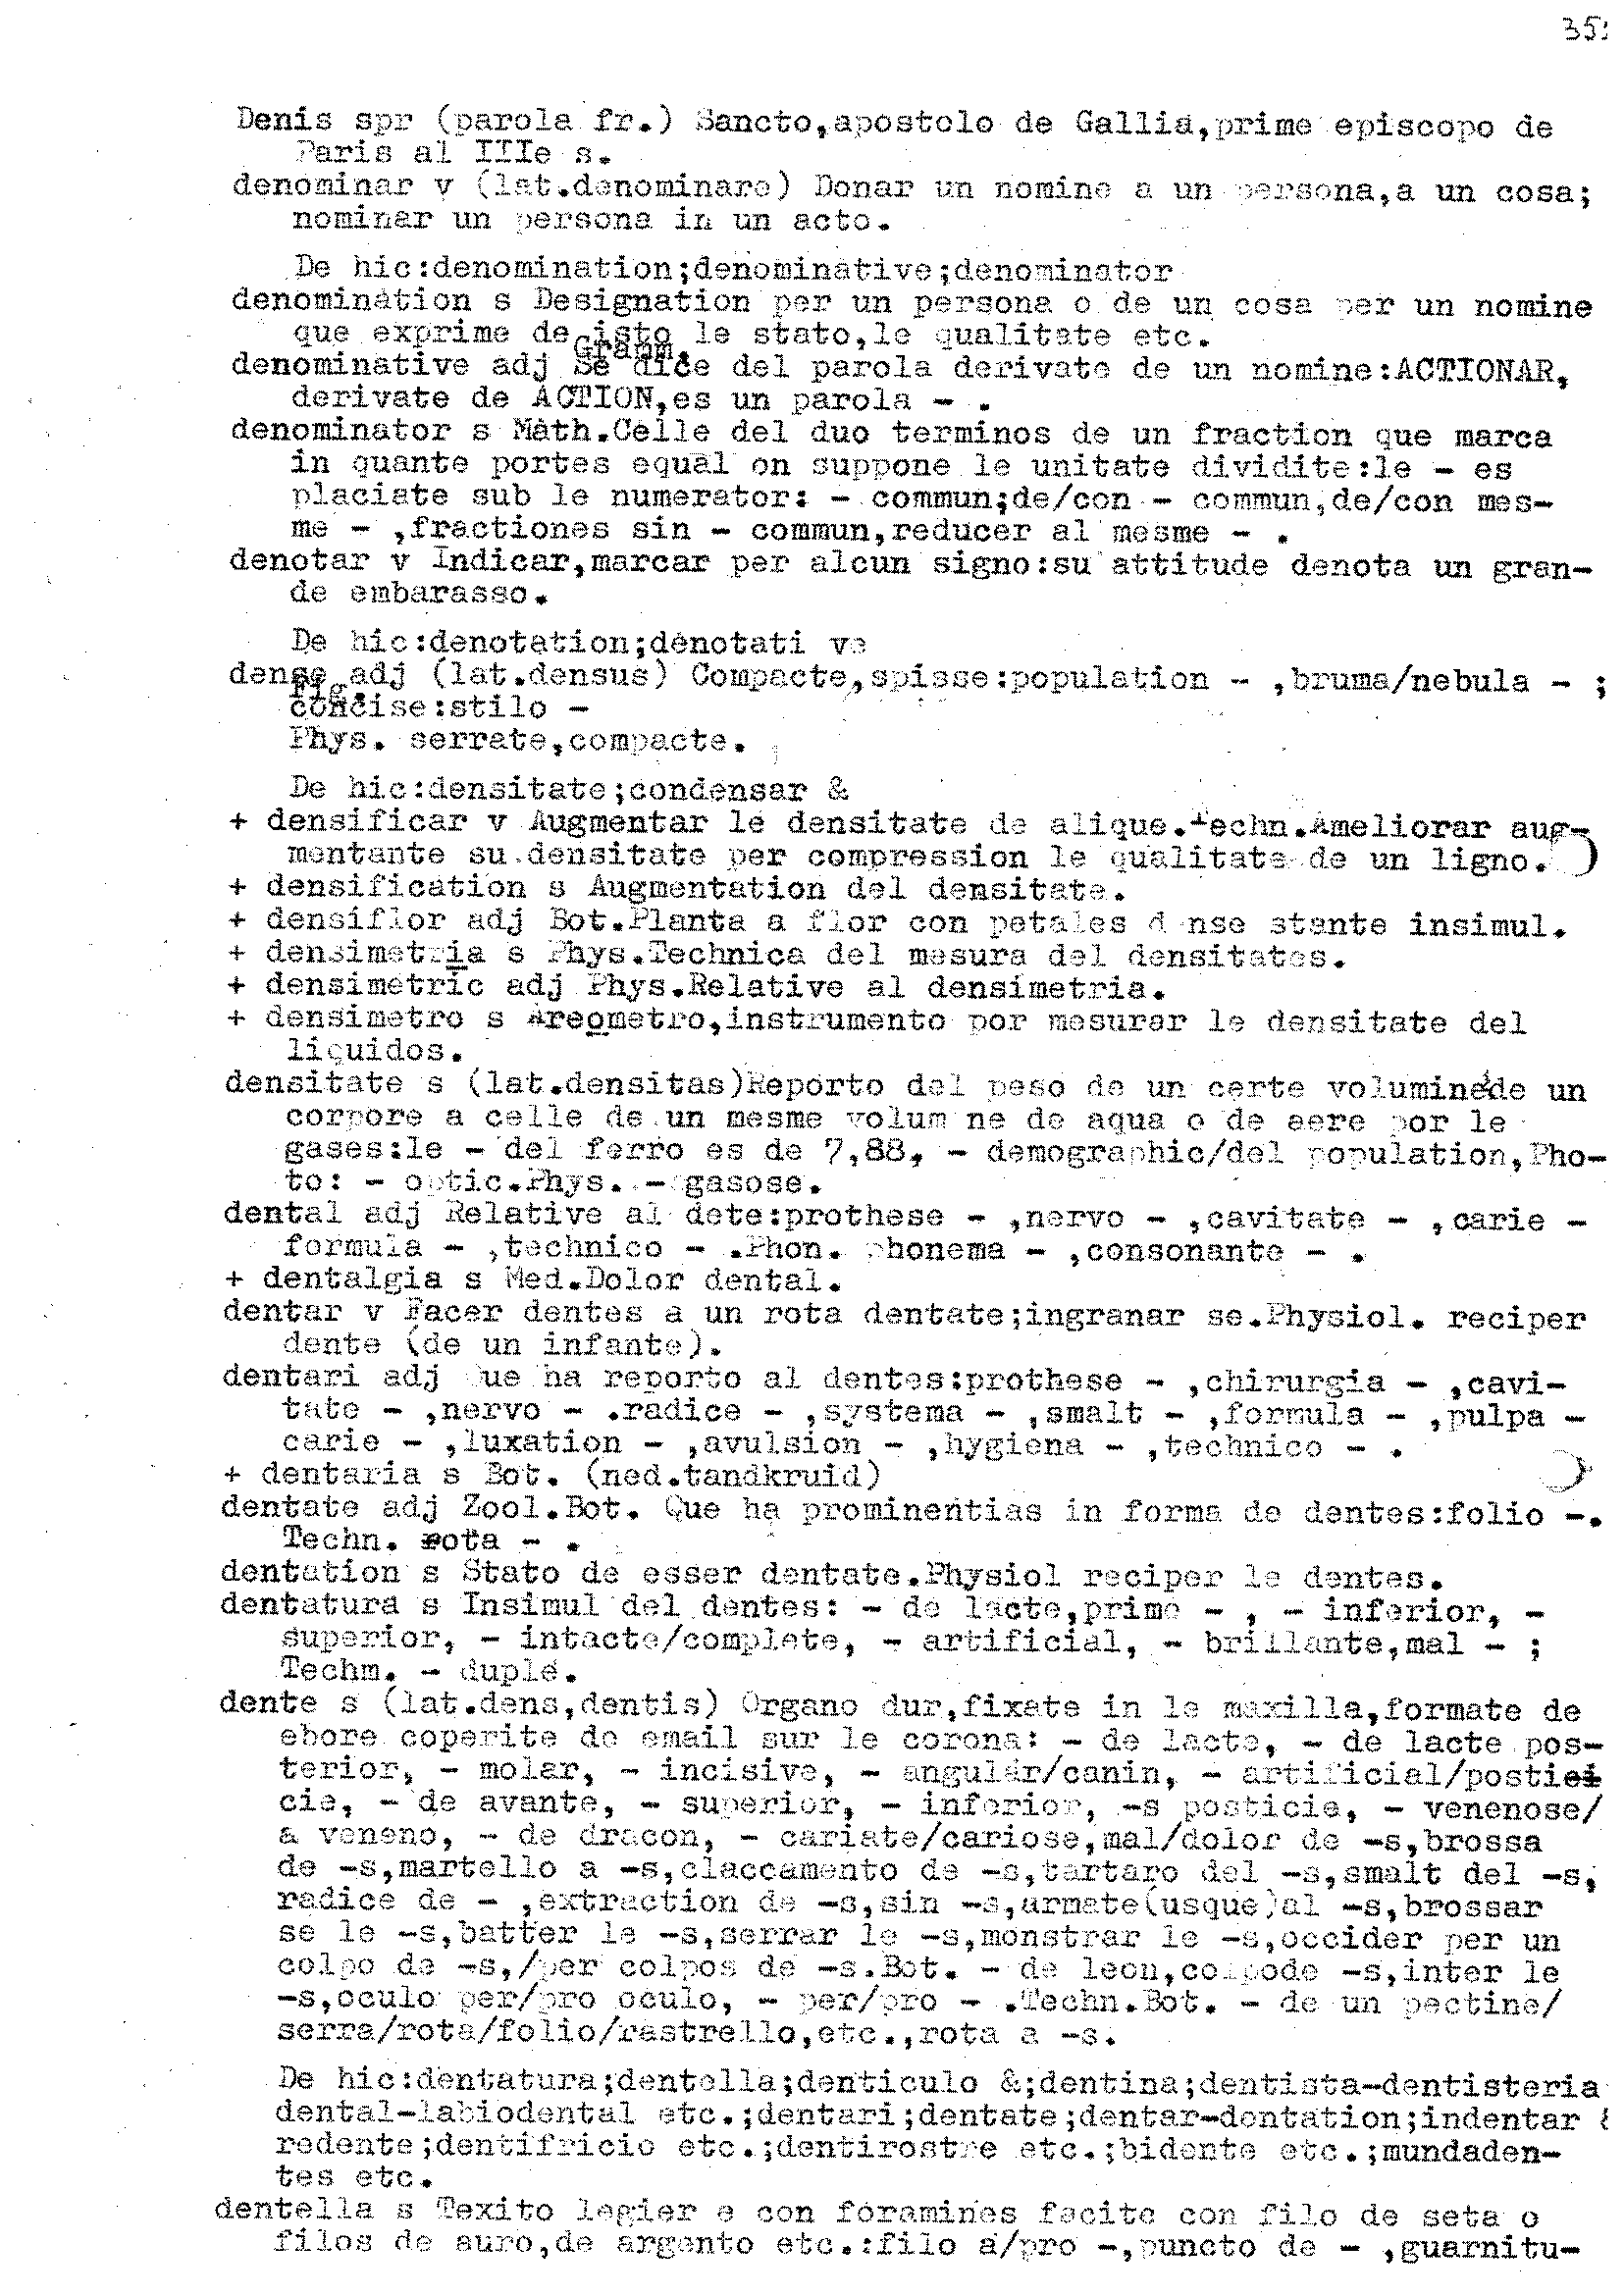 35
Denis spr (parola fr.) Sancto,apostolo de Gallia,prime episcopo de
Paris al IIIe s.
denominar v (lat.denominare) Donar un nomine a un persona,a un cosa;
nominar un persona in un acto.
De hic:denomination;denominative;denominator
denomination s Designation per un persona o de un cosa per un nomine
que exprime de isto le stato,le qualitate etc.
denominative adj Gramm. Se dice del parola derivate de un nomine:ACTIONAR,
derivate de ACTION,es un parola - .
denominator s Math.Celle del duo terminos de un fraction que marca
in quante portes equal on suppone le unitate dividite:le - es
placiate sub le numerator: - commun;de/con - commun,de/con mes-
me - ,fractiones sin - commun,reducer al mesme - .
denotar v Indicar,marcar per alcun signo:su attitude denota un gran-
de embarasso.
De hic:denotation;denotati ve
dense adj (lat.densus) Compacte,spisse:population - ,bruma/nebula - ;
Fig. concise:stilo -
Phys. serrate,compacte.
De hic:densitate;condensar &
+ densificar v Augmentar le densitate de alique.Techn.Ameliorar aug-
mentante su densitate per compression le qualitate de un ligno. )
+ densification s Augmentation del densitate.
+ densiflor adj Bot.Planta a flor con petales d nse stante insimul.
+ densimetria s Phys.Technica del mesura del densitates.
+ densimetric adj Phys.Relative al densimetria.
+ densimetro s Areometro,instrumento por mesurar le densitate del
liquidos.
densitate s (lat.densitas)Reporto del peso de un certe volumine de un
corpore a celle de un mesme volum ne de aqua o de aere por le
gases:le - del ferro es de 7,88, - demographic/del population,Pho-
to: - optic.Phys. - gasose.
dental adj Relative al dete:prothese - ,nervo - ,cavitate - ,carie -
formula - ,technico - .Phon. phonema - ,consonante - .
+ dentalgia s Med.Dolor dental.
dentar v Facer dentes a un rota dentate;ingranar se.Physiol. reciper
dente (de un infante).
dentari adj ue ha reporto al dentes:prothese - ,chirurgia - ,cavi-
tate - ,nervo - .radice - ,systema - ,smalt - ,formula - ,pulpa -
carie - ,luxation - ,avulsion - ,hygiena - ,technico - .
+ dentaria s Bot. (ned.tandkruid)
dentate adj Zool.Bot. Que ha prominentias in forma de dentes:folio -.
Techn. rota - .
dentation s Stato de esser dentate.Physiol reciper le dentes.
dentatura s Insimul del dentes: - de lacte,prime - , - inferior, -
superior, - intacte/complete, - artificial, - brillante,mal - ;
Techm. - duple.
dente s (lat.dens,dentis) Organo dur,fixate in le maxilla,formate de
ebore coperite de email sur le corona: - de lacte, - de lacte pos-
terior, - molar, - incisive, - angular/canin, - artificial/posti
cie, - de avante, - superior, - inferior, -s posticie, - venenose/
a veneno, - de dracon, - cariate/cariose,mal/dolor de -s,brossa
de -s,martello a -s,claccamento de -s,tartaro del -s,smalt del -s,
radice de - ,extraction de -s,sin -s,armate(usque)al -s,brossar
se le -s,batter le -s,serrar le -s,monstrar le -s,occider per un
colpo de -s,/per colpos de -s.Bot. - de leon,colpode -s,inter le
-s,oculo per/pro oculo, - per/pro - .Techn.Bot. - de un pectine/
serra/rota/folio/rastrello,etc.,rota a -s.
De hic:dentatura;dentella;denticulo &;dentina;dentista-dentisteria
dental-labiodental etc.;dentari;dentate;dentar-dentation;indentar &
redente;dentifricio etc.;dentirostre etc.;bidente etc.;mundaden-
tes etc.
dentella s Texito legier e con foramines facite con filo de seta o
filos de auro,de argento etc.:filo a/pro -,puncto de - ,guarnitu-